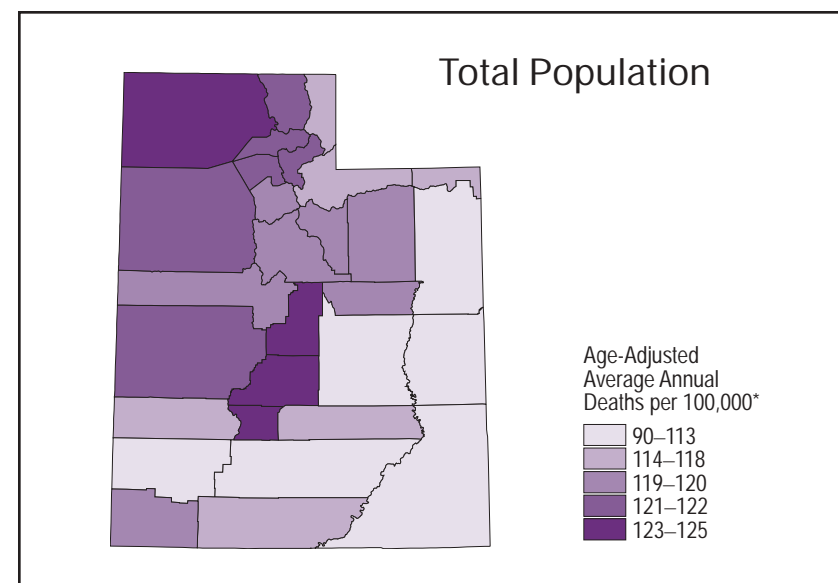 Total Population
Age-Adjusted
Average Annual
Deaths per 100,000*
90–113
114–118
119–120
121–122
123–125